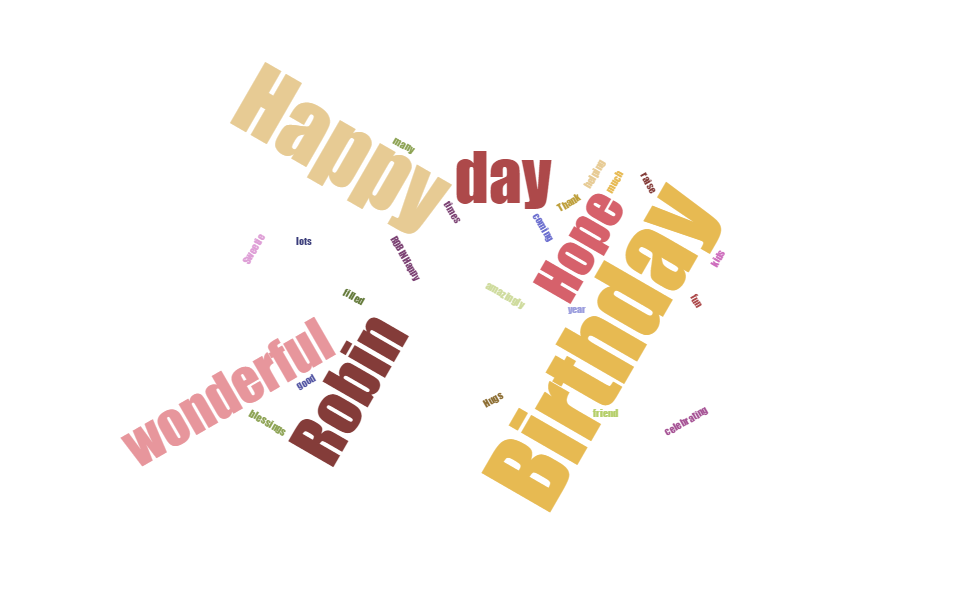 Happy
many
day
helping
much
raise
Thank
times
coming
Hope
Birthday
Sweetie
lots
ROBINHappy
kids
filled
amazingly
year
fun
wonderful
Robin
good
blessings
Hugs
friend
celebrating